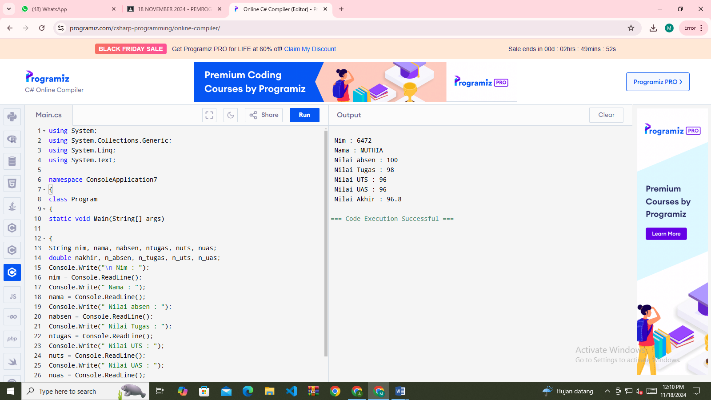 (18) WhatsApp
18 NOVEMBER 2024 - PEMBOO
Online C# Compiler (Editor) - P
programiz.com/csharp-programming/online-compiler/
M
Error
BLACK FRIDAY SALE Get Programiz PRO for LIFE at 60% off! Claim My Discount
Sale ends in 00d : 02hrs : 49mins : 52s
Programiz
C# Online Compiler
Premium Coding
Courses by Programiz
Programiz PRO
Programiz PRO >
Main.cs
Share
Run
Output
Clear
1 using System;
2 using System.Collections.Generic;
3 using System.Linq;
4 using System.Text;
5
6 namespace ConsoleApplication7
7 {
8 class Program
9 {
10 static void Main(String[] args)
11
12 {
13 String nim, nama, nabsen, ntugas, nuts, nuas;
14 double nakhir, n_absen, n_tugas, n_uts, n_uas;
15 Console.Write("\n Nim : ");
16 nim = Console.ReadLine();
17 Console.Write(" Nama : ");
18 nama = Console.ReadLine();
19 Console.Write(" Nilai absen : ");
20 nabsen = Console.ReadLine();
21 Console.Write(" Nilai Tugas : ");
22 ntugas = Console.ReadLine();
23 Console.Write(" Nilai UTS : ");
24 nuts = Console.ReadLine();
25 Console.Write(" Nilai UAS : ");
26 nuas = Console.ReadLine();
Nim : 6472
Nama : MUTHIA
Nilai absen : 100
Nilai Tugas : 98
Nilai UTS : 96
Nilai UAS : 96
Nilai Akhir : 96.8
=== Code Execution Successful ===
Programiz PRO
Premium
Courses by
Programiz
Learn More
JS
php
Activate Windows
Go to Settings to activate Windows.
Type here to search
Hujan datang
12:10 PM
11/18/2024